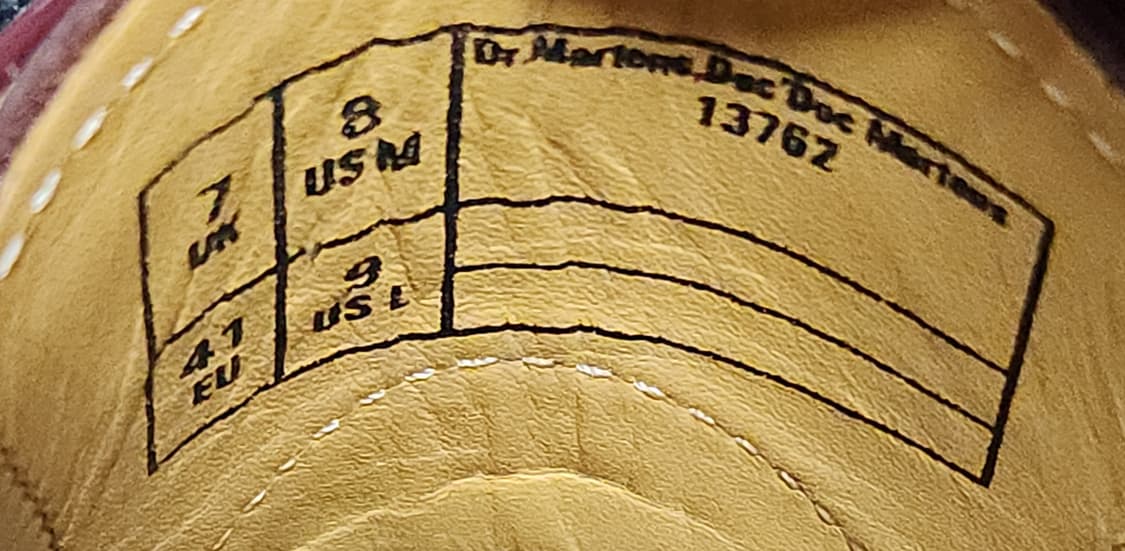 Dr Martens Doc Doc Martens
13762
7
UK
8
US M
41
EU
9
US L